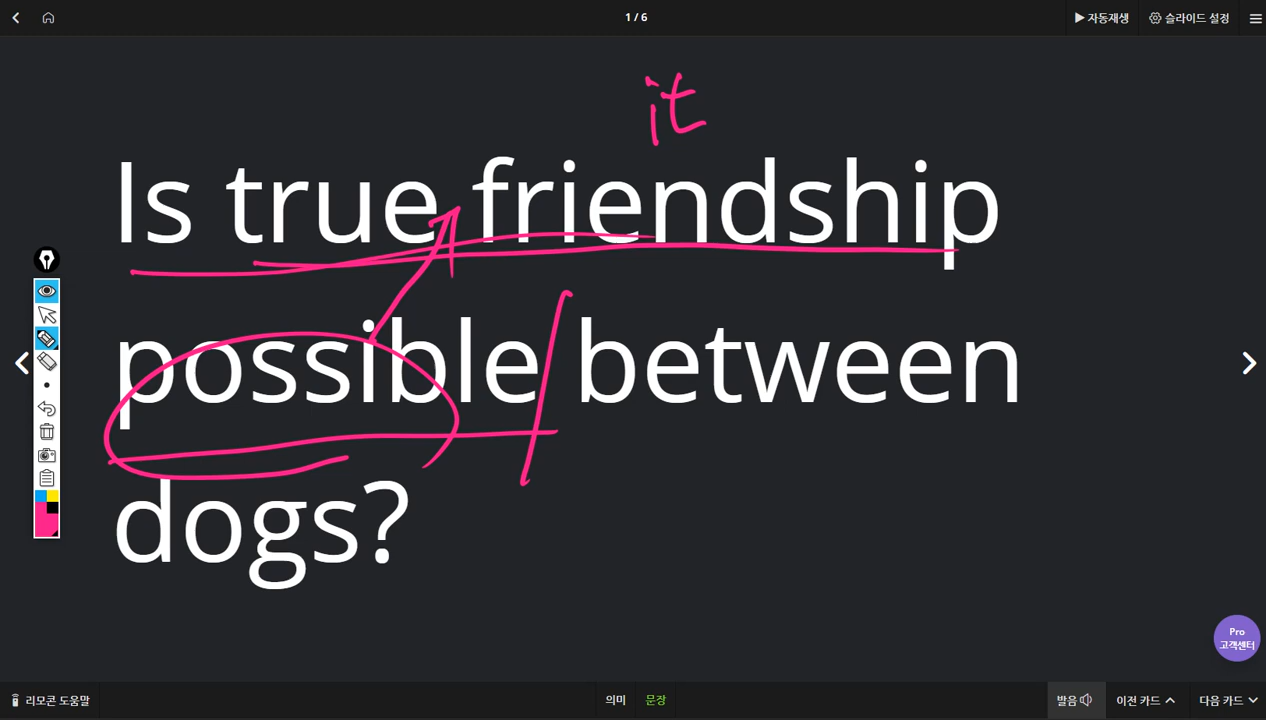 1 / 6
▶ 자동재생
슬라이드 설정
it
Is true friendship
possible between
dogs?
Pro
고객센터
리모콘 도움말
의미
문장
발음
이전 카드
다음 카드